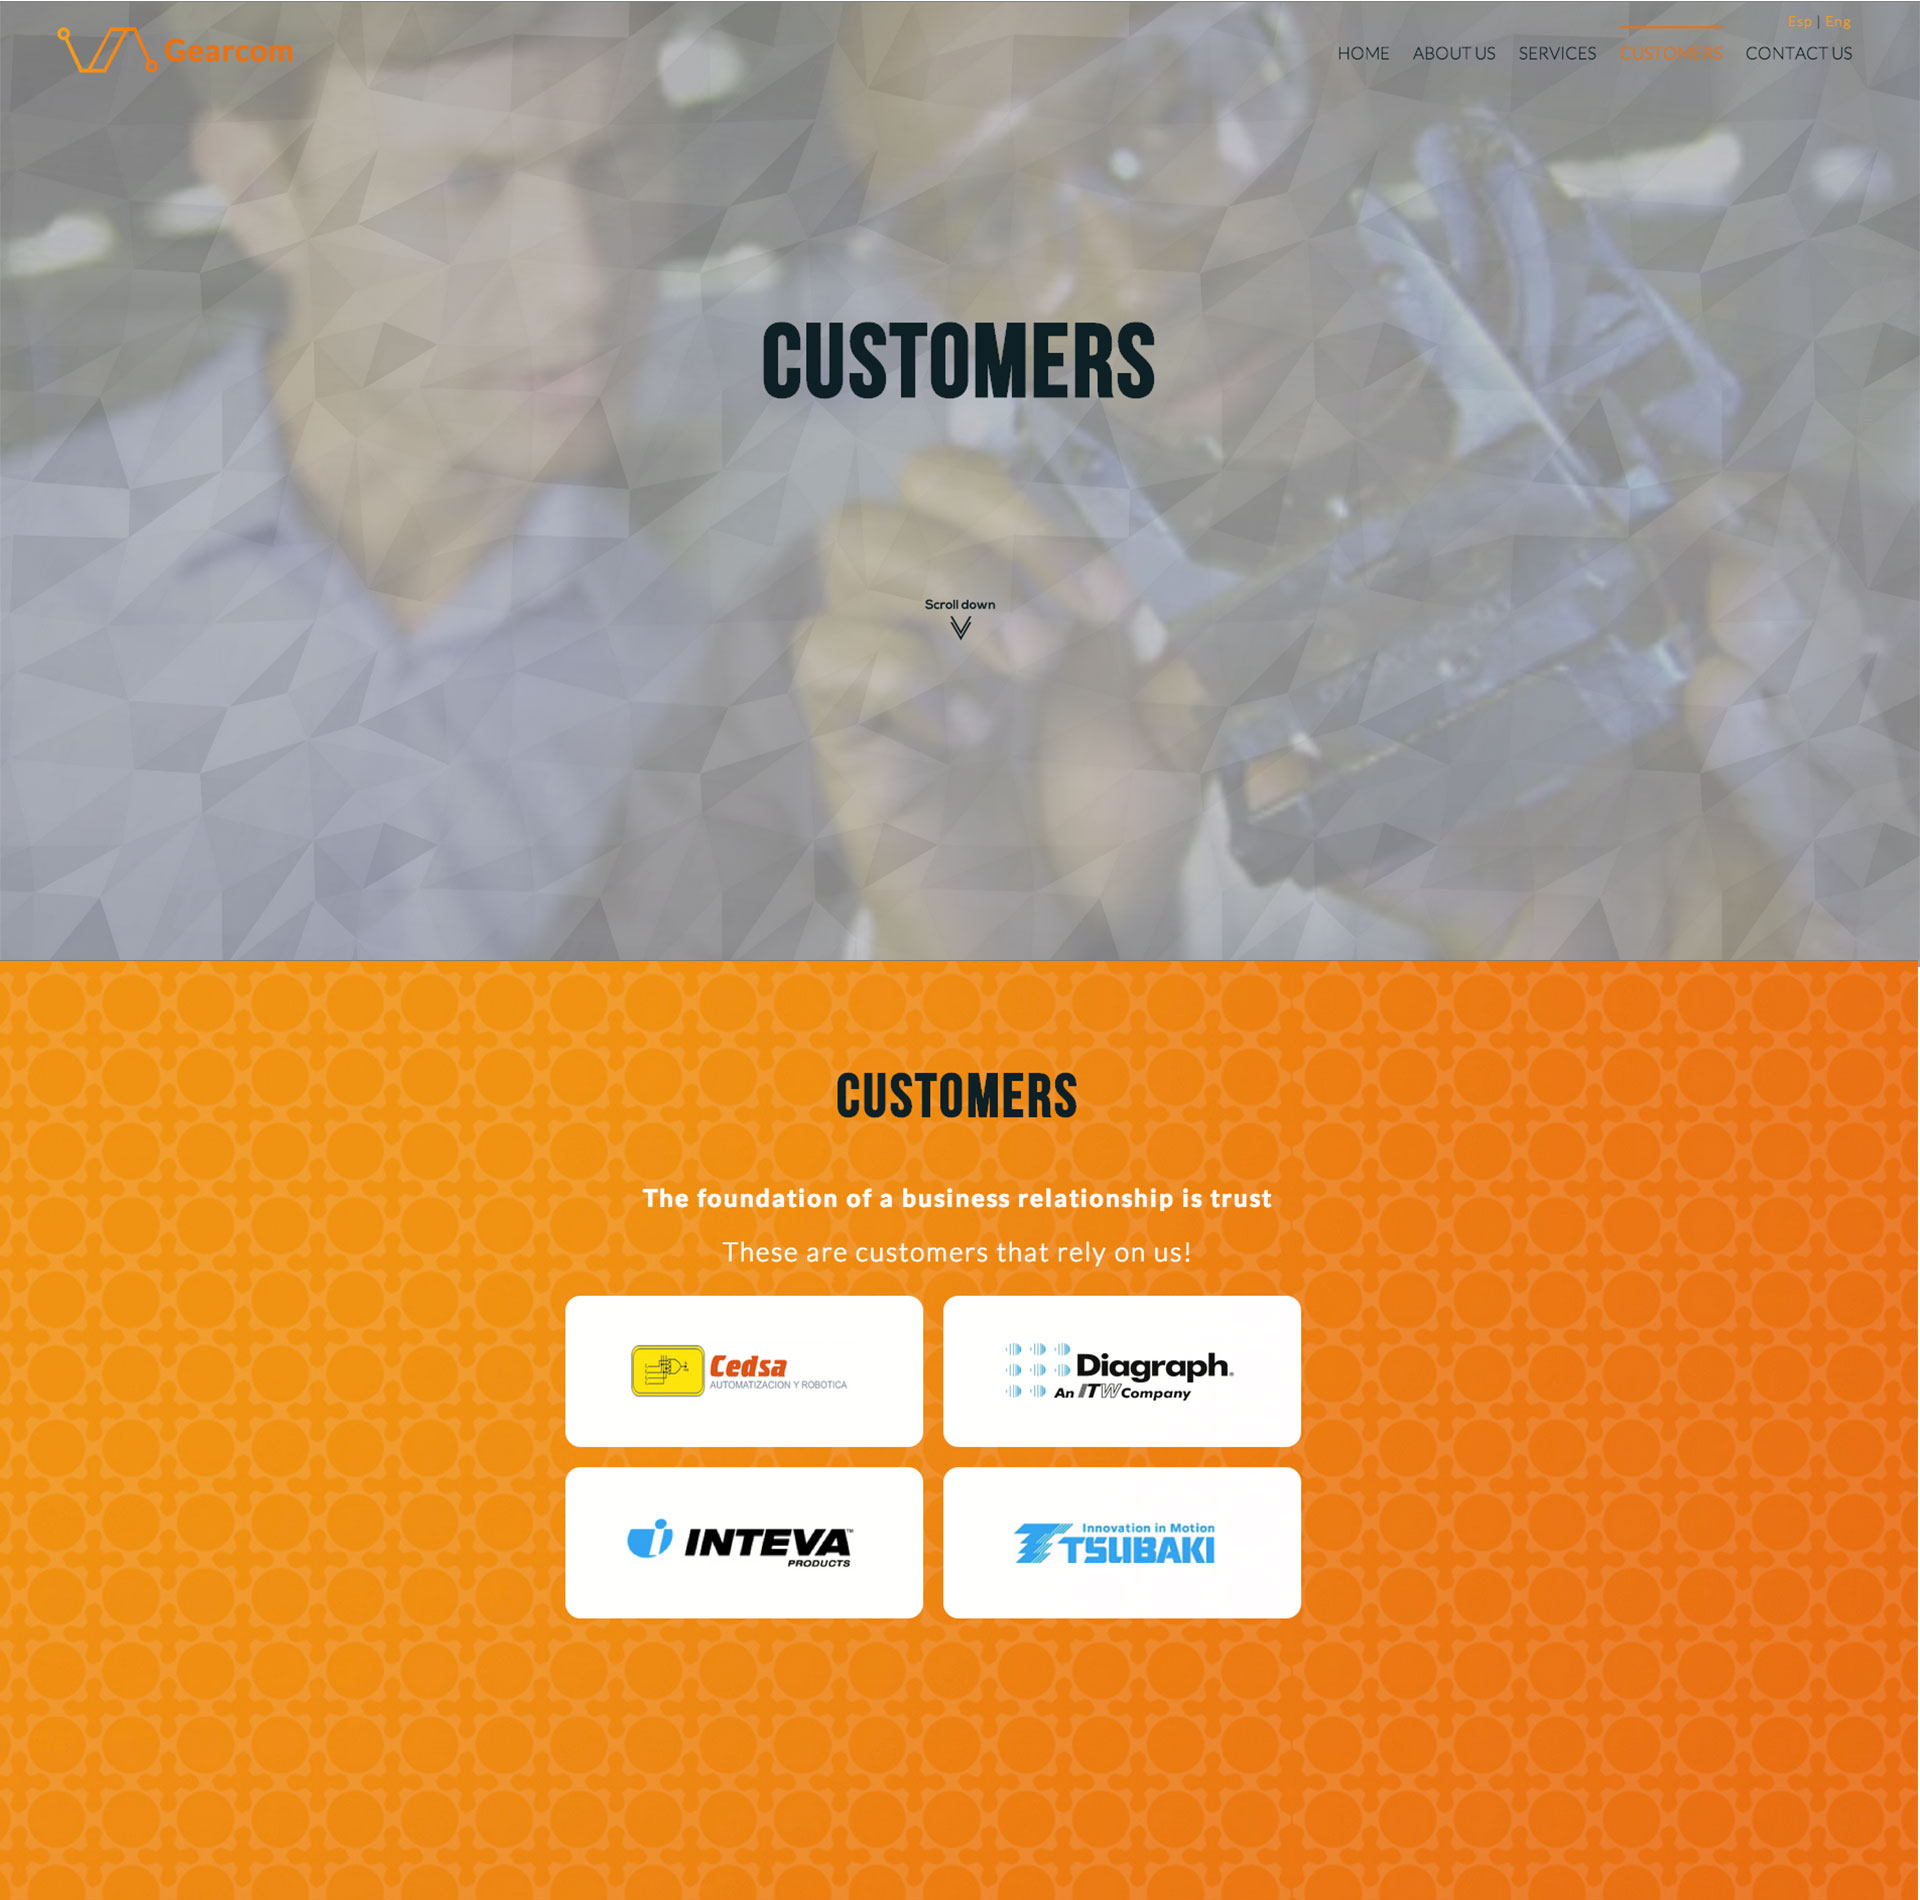 Esp | Eng
Gearcom
HOME ABOUT US SERVICES CUSTOMERS CONTACT US
CUSTOMERS
Scroll down
CUSTOMERS
The foundation of a business relationship is trust
These are customers that rely on us!
Cedsa
AUTOMATIZACION Y ROBOTICA
Diagraph
An ITW Company
INTEVA™
PRODUCTS
Innovation in Motion
TSUBAKI